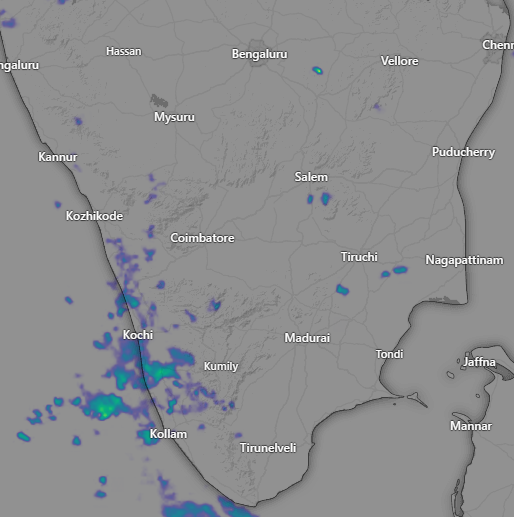 Hassan
Bengaluru
Chenn
ngaluru
Vellore
Mysuru
Kannur
Puducherry
Salem
Kozhikode
Coimbatore
Tiruchi
Nagapattinam
Kochi
Madurai
Tondi
Kumily
Jaffna
Mannar
Kollam
Tirunelveli